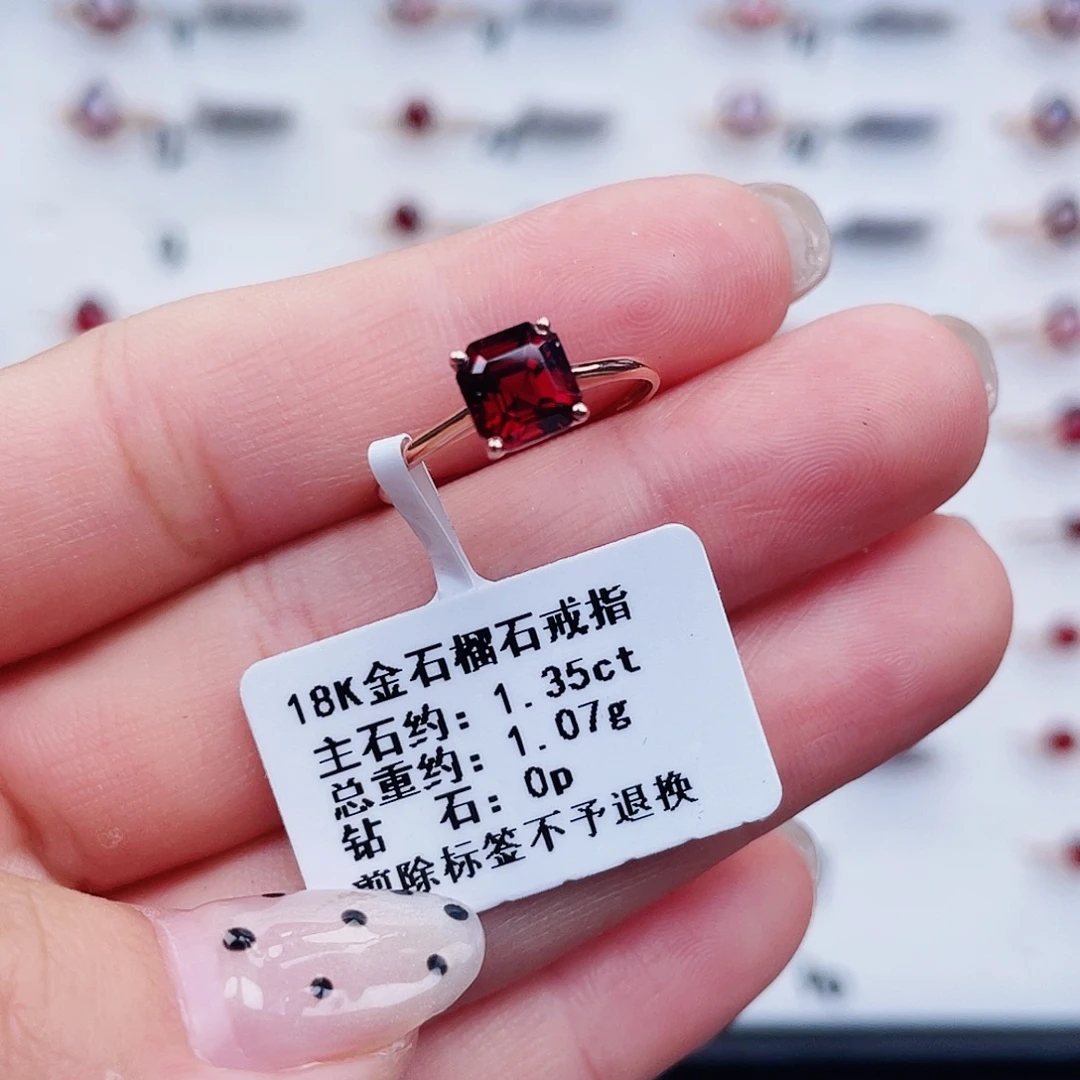 18K金石榴石戒指
主石约：1.35ct
总重约：1.07g
钻 石：0p
剪除标签不予退换